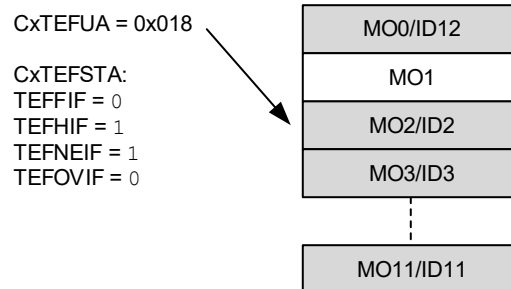 CxTEFUA = 0x018
CxTEFSTA:
TEFFIF = 0
TEFHIF = 1
TEFNEIF = 1
TEFOVIF = 0
MO0/ID12
MO1
MO2/ID2
MO3/ID3
MO11/ID11